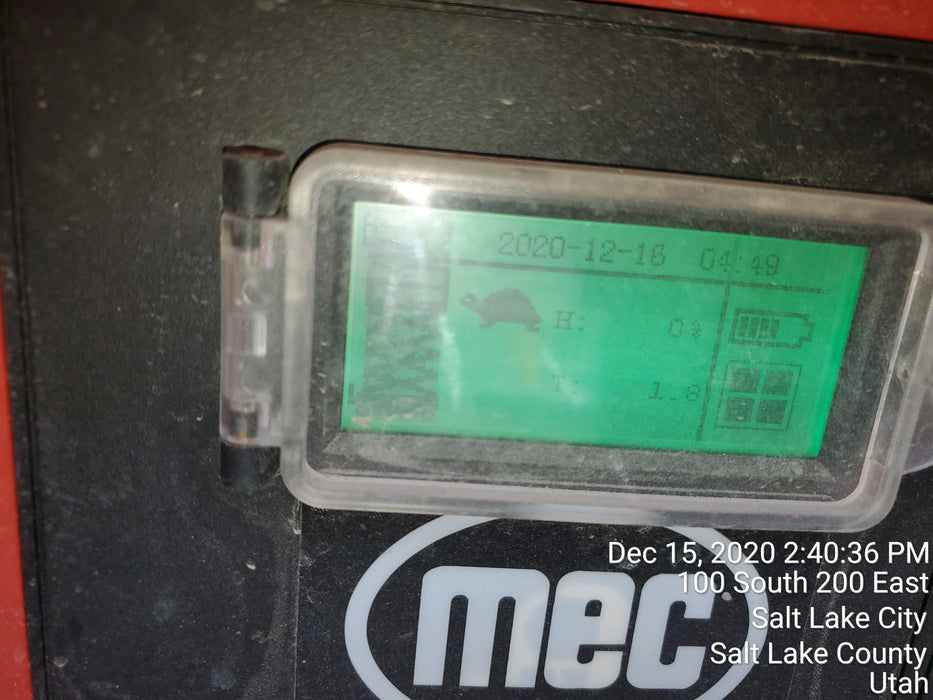 2020-12-16 04:49
H: 0%
T: 1.8
mec
Dec 15, 2020 2:40:36 PM
100 South 200 East
Salt Lake City
Salt Lake County
Utah